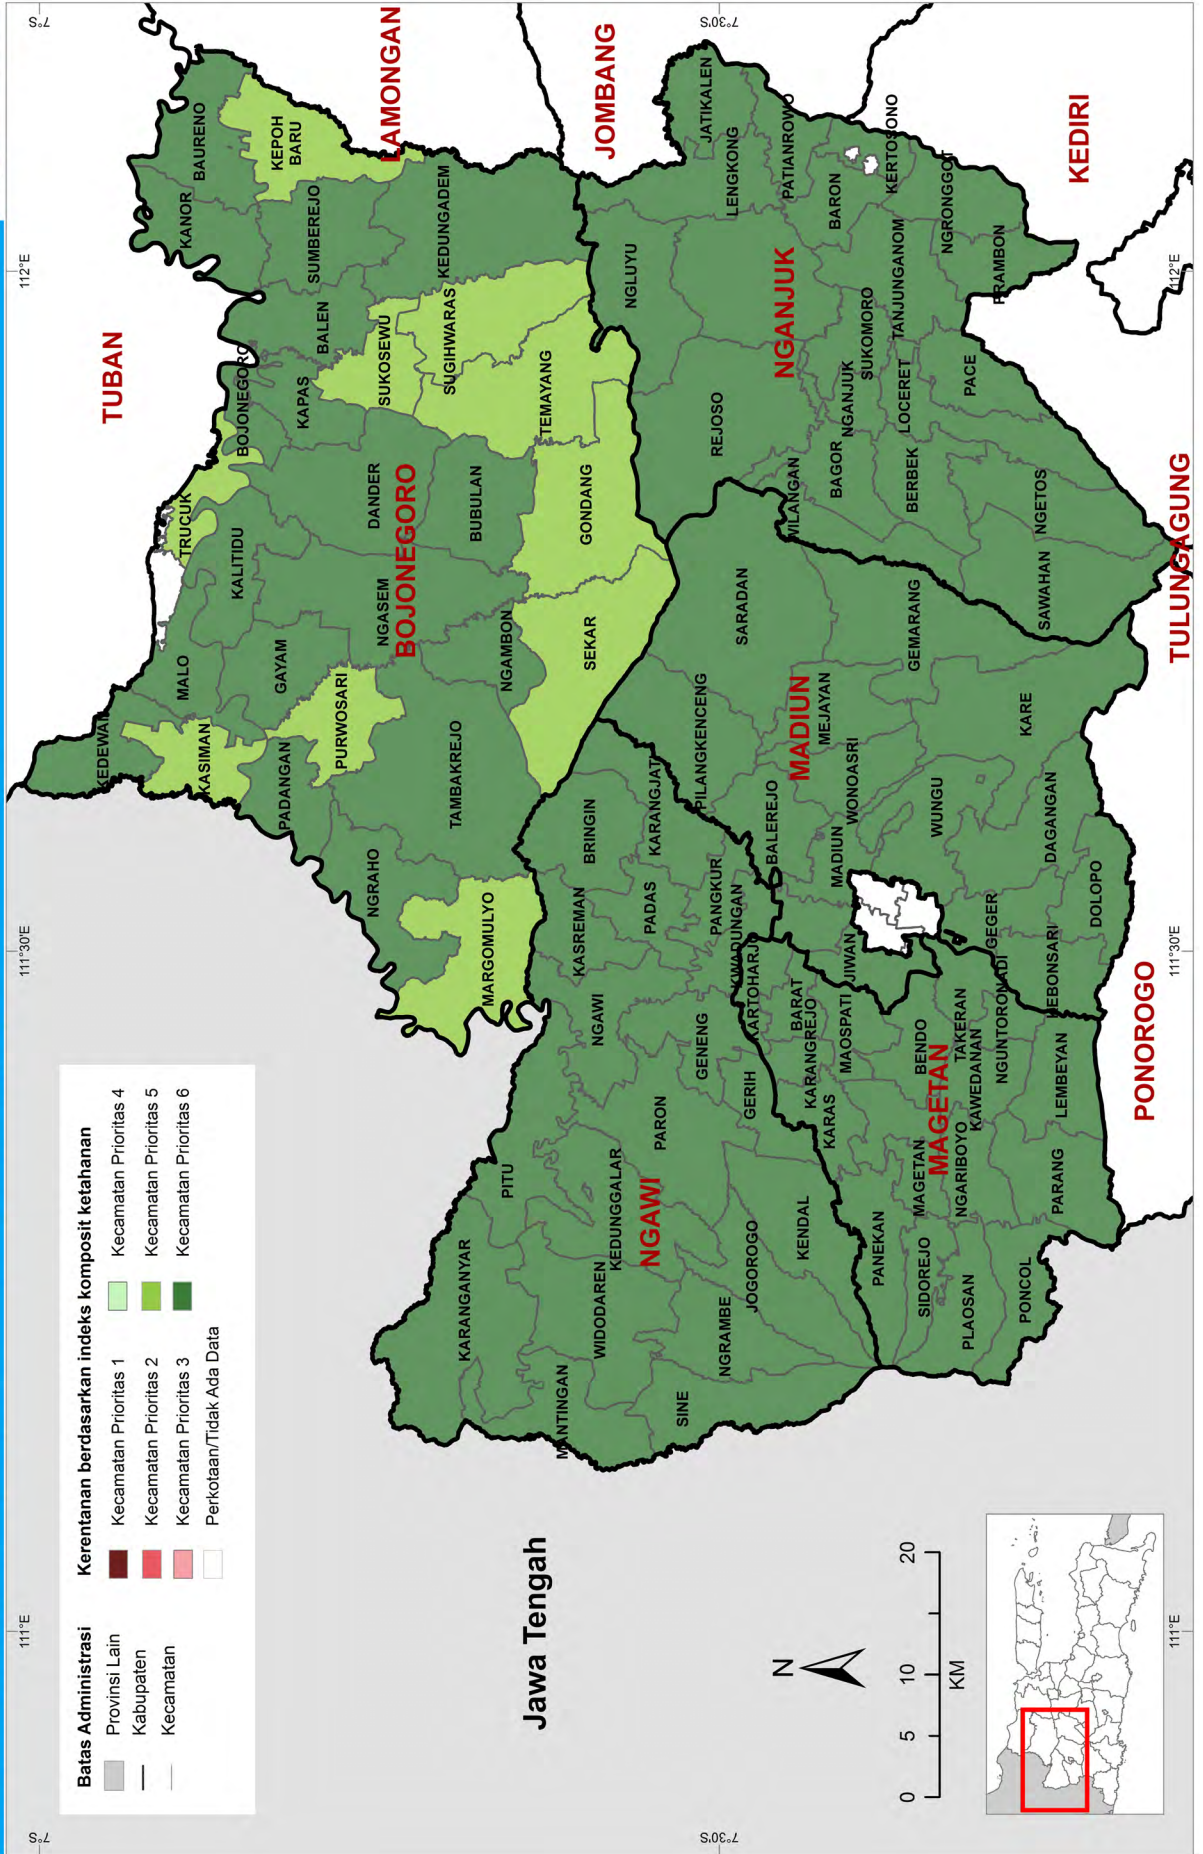 7°S
7°30'S
112°E
112°E
111°30'E
111°30'E
111°E
111°E
7°S
7°30'S
TUBAN
LAMONGAN
JOMBANG
KEDIRI
TULUNGAGUNG
PONOROGO
BOJONEGORO
NGANJUK
MADIUN
MAGETAN
NGAWI
Jawa Tengah
KEDEWAN
KASIMAN
MALO
PADANGAN
GAYAM
PURWOSARI
TRUCUK
KALITIDU
BOJONEGORO
KAPAS
BALEN
KANOR
BAURENO
KEPOH
BARU
SUMBEREJO
KEDUNGADEM
SUKOSEWU
SUGIHWARAS
TEMAYANG
DANDER
BUBULAN
GONDANG
NGASEM
NGAMBON
SEKAR
TAMBAKREJO
NGRAHO
MARGOMULYO
NGLUYU
LENGKONG
JATIKALEN
PATIANROWO
BARON
KERTOSONO
NGRONGGOT
PRAMBON
TANJUNGANOM
SUKOMORO
REJOSO
NGANJUK
LOCERET
PACE
BAGOR
BERBEK
WILANGAN
NGETOS
SAWAHAN
SARADAN
GEMARANG
PILANGKENCENG
MEJAYAN
KARE
WONOASRI
BALEREJO
MADIUN
WUNGU
DAGANGAN
DOLOPO
GEGER
KEBONSARI
JIWAN
BRINGIN
KARANGJATI
KASREMAN
PADAS
PANGKUR
KWADUNGAN
NGAWI
GENENG
GERIH
PARON
PITU
KEDUNGGALAR
KENDAL
JOGOROGO
KARANGANYAR
WIDODAREN
NGRAMBE
MANTINGAN
SINE
KARTOHARJO
BARAT
KARANGREJO
MAOSPATI
KARAS
BENDO
TAKERAN
KAWEDANAN
NGUNTORONADI
LEMBEYAN
MAGETAN
NGARIBOYO
PARANG
PANEKAN
SIDOREJO
PLAOSAN
PONCOL
Batas Administrasi
Provinsi Lain
Kabupaten
Kecamatan
Kerentanan berdasarkan indeks komposit ketahanan
Kecamatan Prioritas 1
Kecamatan Prioritas 2
Kecamatan Prioritas 3
Perkotaan/Tidak Ada Data
Kecamatan Prioritas 4
Kecamatan Prioritas 5
Kecamatan Prioritas 6
N
0 5 10 20
KM